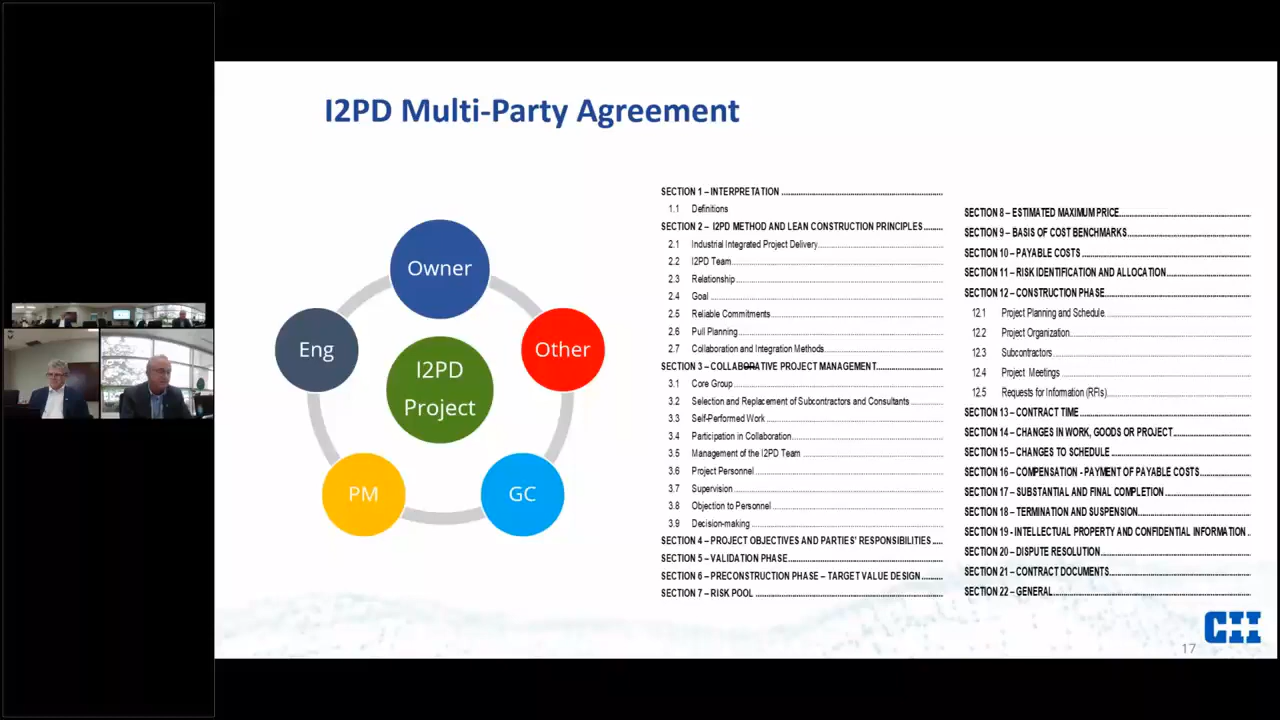 I2PD Multi-Party Agreement
Owner
Eng
Other
I2PD
Project
PM
GC
SECTION 1 – INTERPRETATION
1.1 Definitions
SECTION 2 – I2PD METHOD AND LEAN CONSTRUCTION PRINCIPLES
2.1 Industrial Integrated Project Delivery
2.2 I2PD Team
2.3 Relationship
2.4 Goal
2.5 Reliable Commitments
2.6 Pull Planning
2.7 Collaboration and Integration Methods
SECTION 3 – COLLABORATIVE PROJECT MANAGEMENT
3.1 Core Group
3.2 Selection and Replacement of Subcontractors and Consultants
3.3 Self-Performed Work
3.4 Participation in Collaboration
3.5 Management of the I2PD Team
3.6 Project Personnel
3.7 Supervision
3.8 Objection to Personnel
3.9 Decision-making
SECTION 4 – PROJECT OBJECTIVES AND PARTIES' RESPONSIBILITIES
SECTION 5 – VALIDATION PHASE
SECTION 6 – PRECONSTRUCTION PHASE – TARGET VALUE DESIGN
SECTION 7 – RISK POOL
SECTION 8 – ESTIMATED MAXIMUM PRICE
SECTION 9 – BASIS OF COST BENCHMARKS
SECTION 10 – PAYABLE COSTS
SECTION 11 – RISK IDENTIFICATION AND ALLOCATION
SECTION 12 – CONSTRUCTION PHASE
12.1 Project Planning and Schedule
12.2 Project Organization
12.3 Subcontractors
12.4 Project Meetings
12.5 Requests for Information (RFIs)
SECTION 13 – CONTRACT TIME
SECTION 14 – CHANGES IN WORK, GOODS OR PROJECT
SECTION 15 – CHANGES TO SCHEDULE
SECTION 16 – COMPENSATION - PAYMENT OF PAYABLE COSTS
SECTION 17 – SUBSTANTIAL AND FINAL COMPLETION
SECTION 18 – TERMINATION AND SUSPENSION
SECTION 19 - INTELLECTUAL PROPERTY AND CONFIDENTIAL INFORMATION
SECTION 20 – DISPUTE RESOLUTION
SECTION 21 – CONTRACT DOCUMENTS
SECTION 22 – GENERAL
CII
17